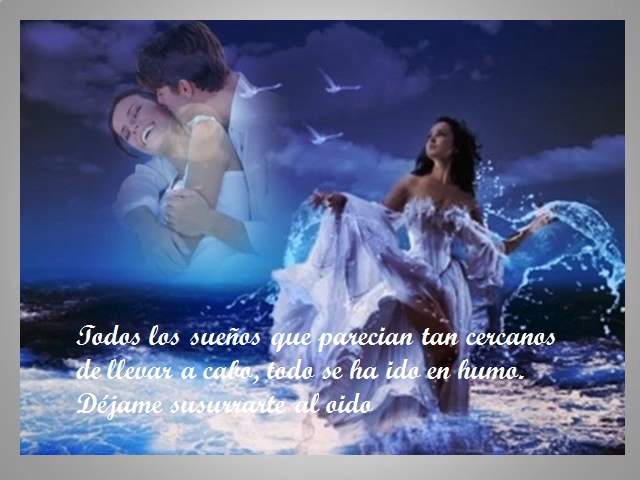 Todos los sueños que parecian tan cercanos
de llevar a cabo, todo se ha ido en humo.
Déjame susurrarte al oido